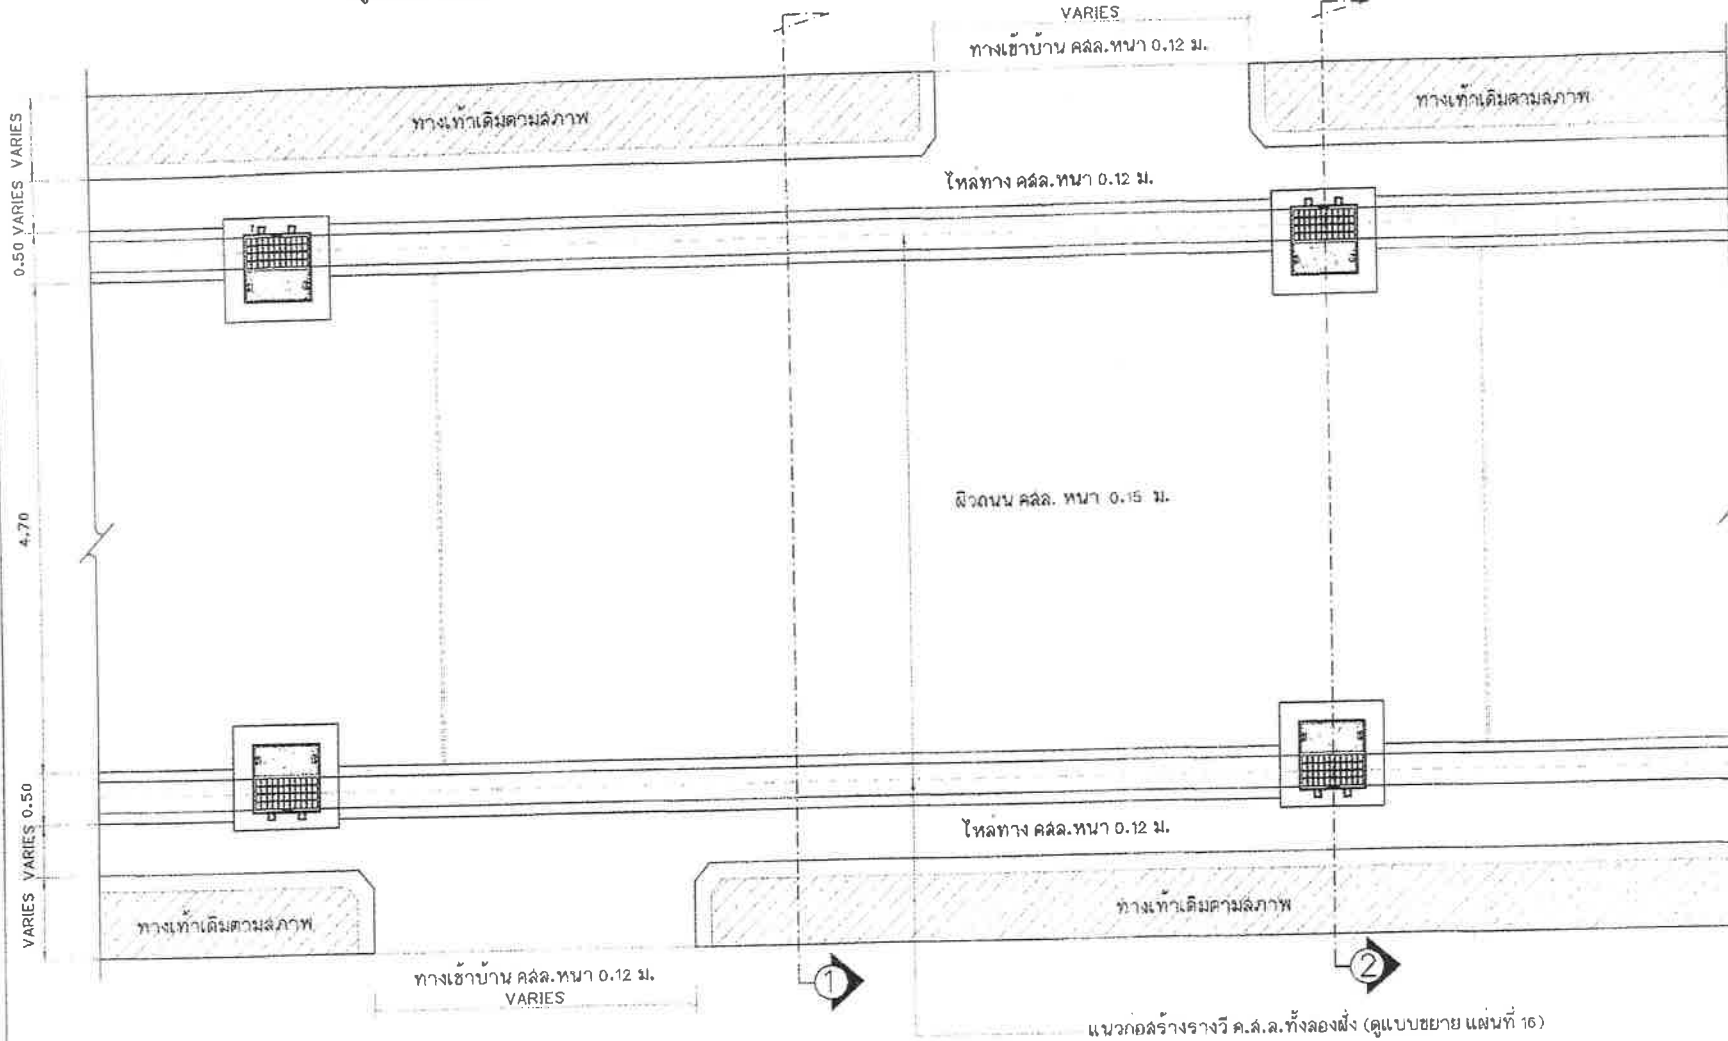 VARIES
ทางเข้าบ้าน คสล.หนา 0.12 ม.
ทางเท้าเดิมตามสภาพ
ทางเท้าเดิมตามสภาพ
VARIES
VARIES
0.50
ไหล่ทาง คสล.หนา 0.12 ม.
4.70
ผิวถนน คสล. หนา 0.15 ม.
0.50
VARIES
VARIES
ไหล่ทาง คสล.หนา 0.12 ม.
ทางเท้าเดิมตามสภาพ
ทางเท้าเดิมตามสภาพ
ทางเข้าบ้าน คสล.หนา 0.12 ม.
VARIES
1
2
แนวก่อสร้างรางวี ค.ส.ล.ทั้งสองฝั่ง (ดูแบบขยาย แผ่นที่ 16)